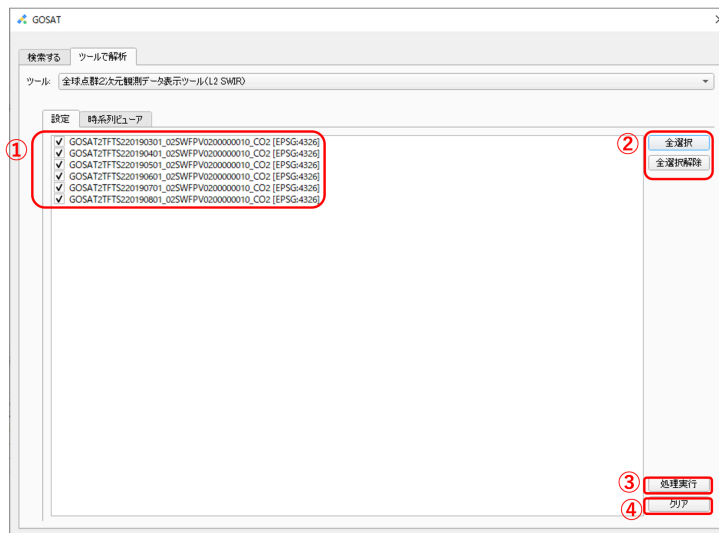 GOSAT
検索する ツールで解析
ツール: 全球点群2次元観測データ表示ツール(L2 SWIR)
設定 時系列ビューア
①
GOSAT2TFTS220190301_02SWFPV0200000010_CO2 [EPSG:4326]
GOSAT2TFTS220190401_02SWFPV0200000010_CO2 [EPSG:4326]
GOSAT2TFTS220190501_02SWFPV0200000010_CO2 [EPSG:4326]
GOSAT2TFTS220190601_02SWFPV0200000010_CO2 [EPSG:4326]
GOSAT2TFTS220190701_02SWFPV0200000010_CO2 [EPSG:4326]
GOSAT2TFTS220190801_02SWFPV0200000010_CO2 [EPSG:4326]
② 全選択
全選択解除
③ 処理実行
④ クリア